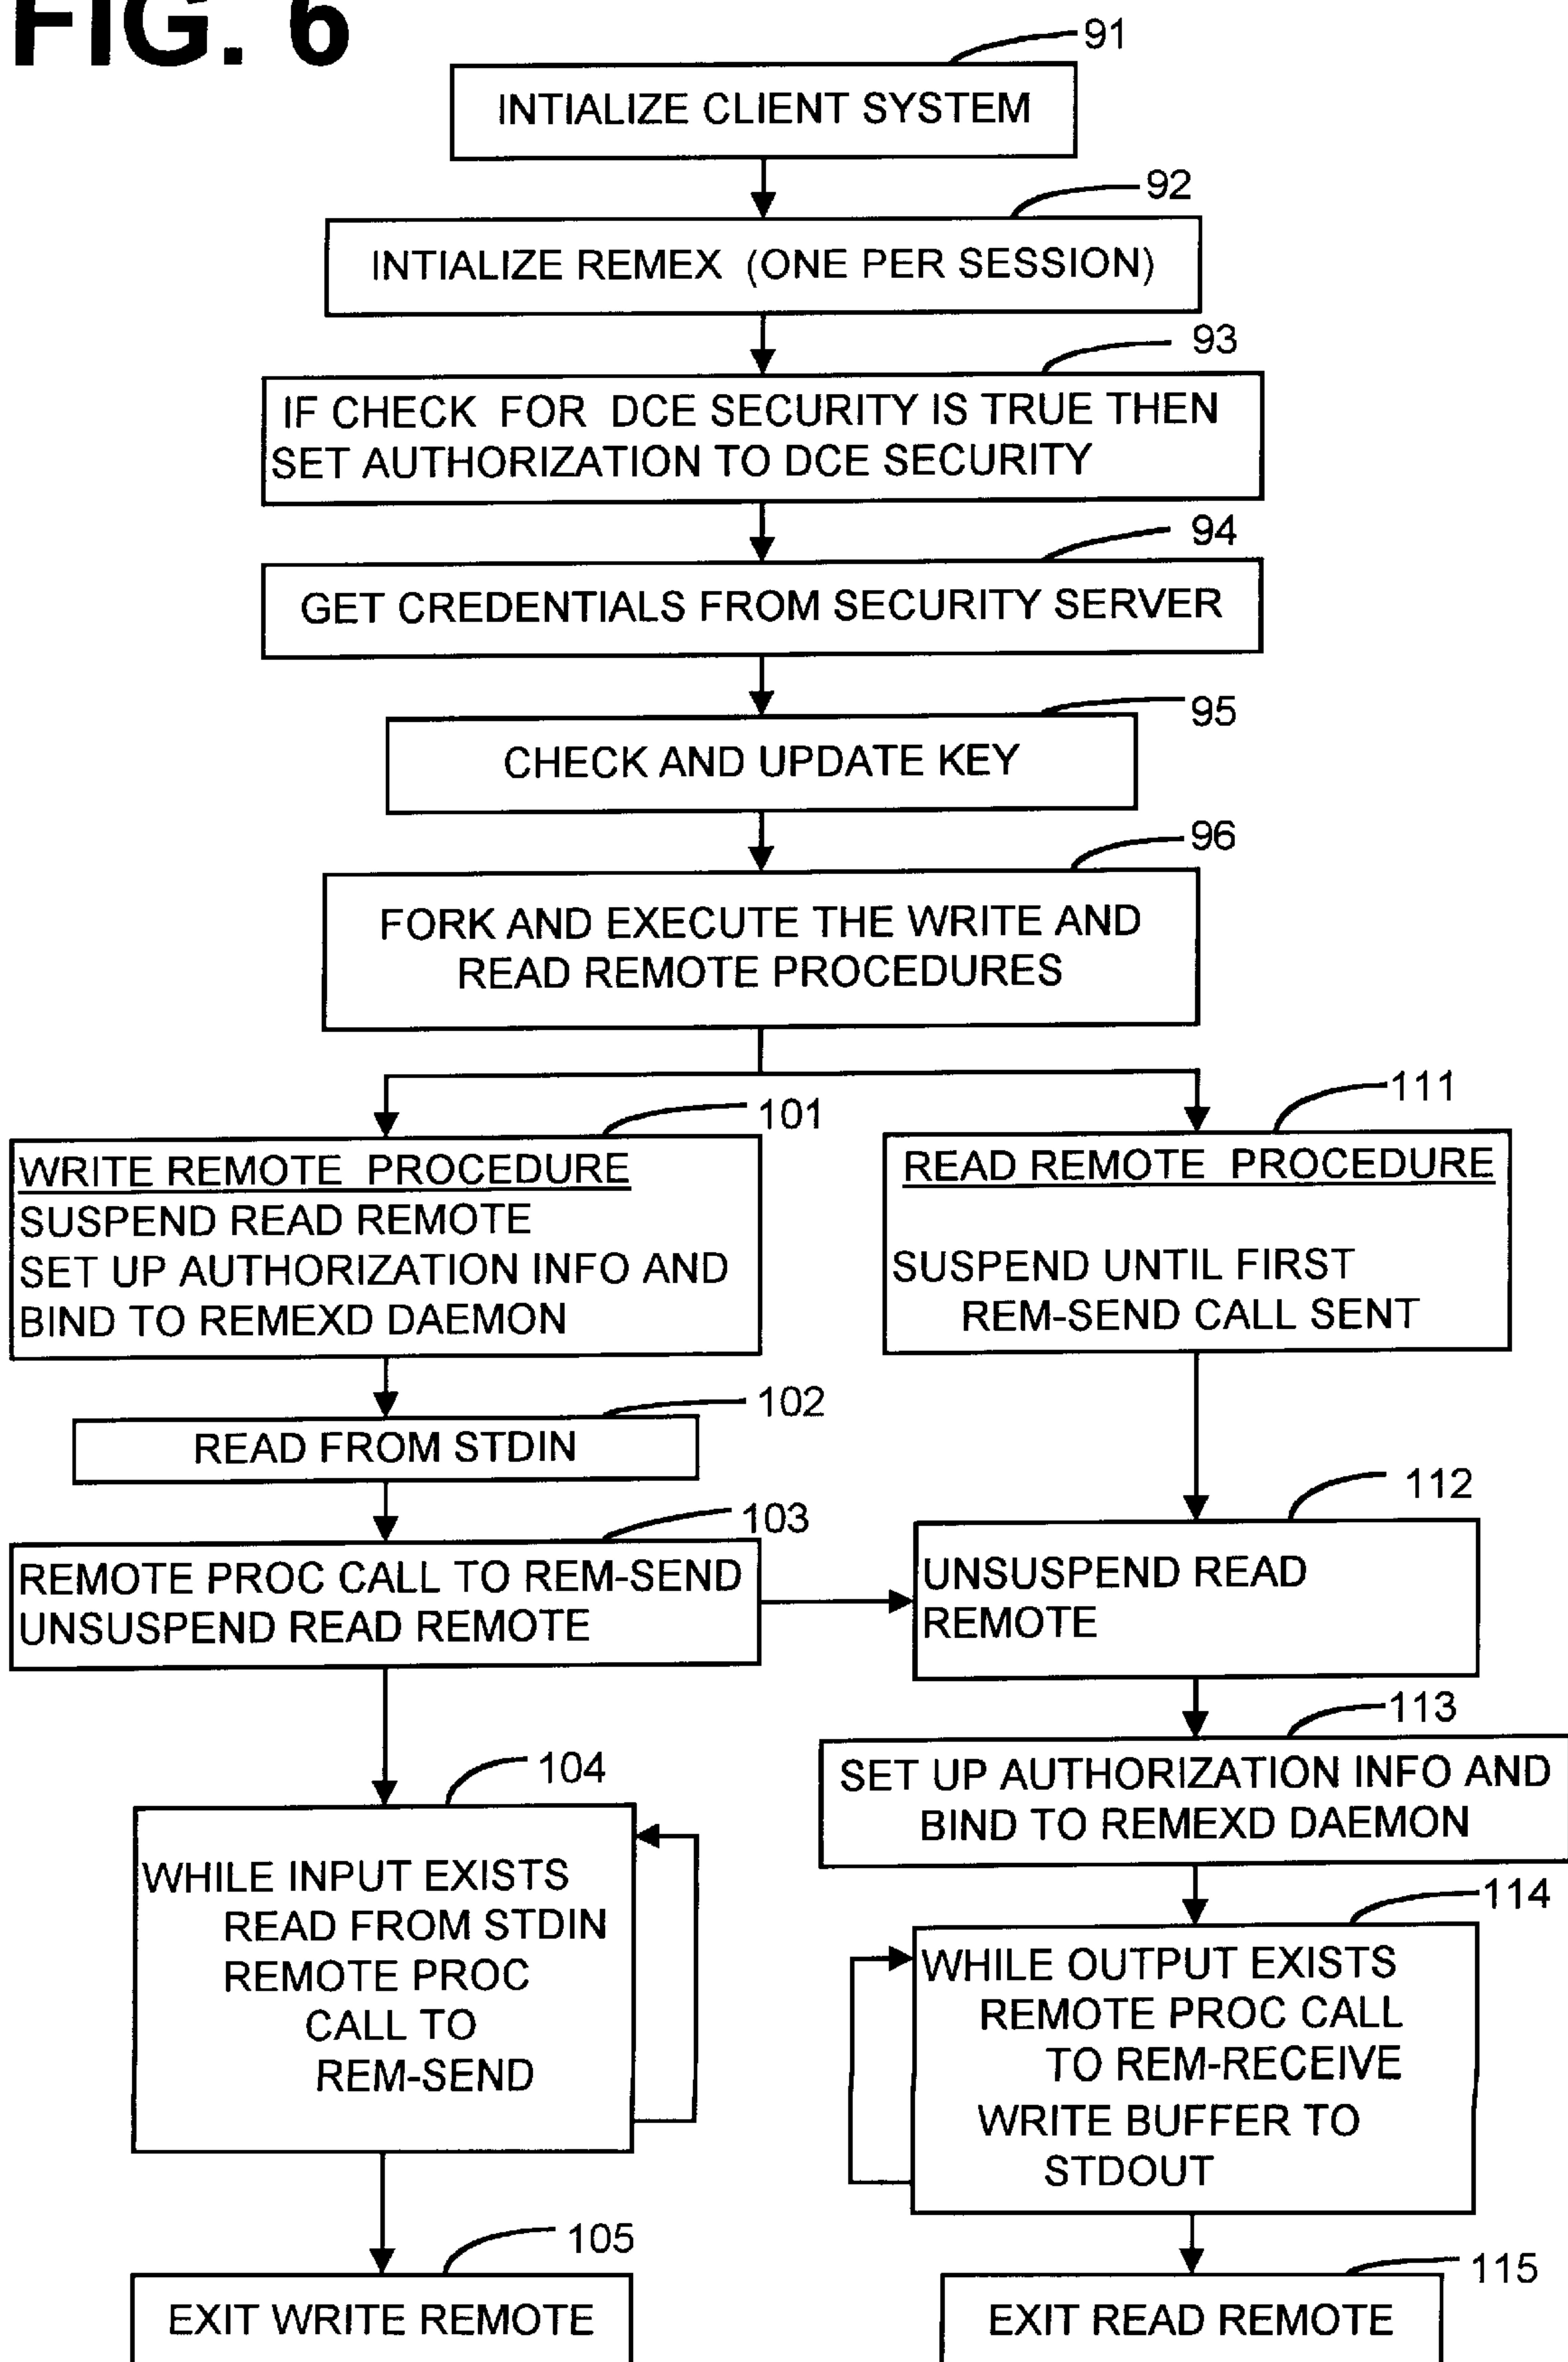 FIG. 6
91
INTIALIZE CLIENT SYSTEM
92
INTIALIZE REMEX (ONE PER SESSION)
93
IF CHECK FOR DCE SECURITY IS TRUE THEN
SET AUTHORIZATION TO DCE SECURITY
94
GET CREDENTIALS FROM SECURITY SERVER
95
CHECK AND UPDATE KEY
96
FORK AND EXECUTE THE WRITE AND
READ REMOTE PROCEDURES
101
WRITE REMOTE PROCEDURE
SUSPEND READ REMOTE
SET UP AUTHORIZATION INFO AND
BIND TO REMEXD DAEMON
111
READ REMOTE PROCEDURE
SUSPEND UNTIL FIRST
REM-SEND CALL SENT
102
READ FROM STDIN
103
REMOTE PROC CALL TO REM-SEND
UNSUSPEND READ REMOTE
112
UNSUSPEND READ
REMOTE
113
SET UP AUTHORIZATION INFO AND
BIND TO REMEXD DAEMON
104
WHILE INPUT EXISTS
READ FROM STDIN
REMOTE PROC
CALL TO
REM-SEND
114
WHILE OUTPUT EXISTS
REMOTE PROC CALL
TO REM-RECEIVE
WRITE BUFFER TO
STDOUT
105
EXIT WRITE REMOTE
115
EXIT READ REMOTE